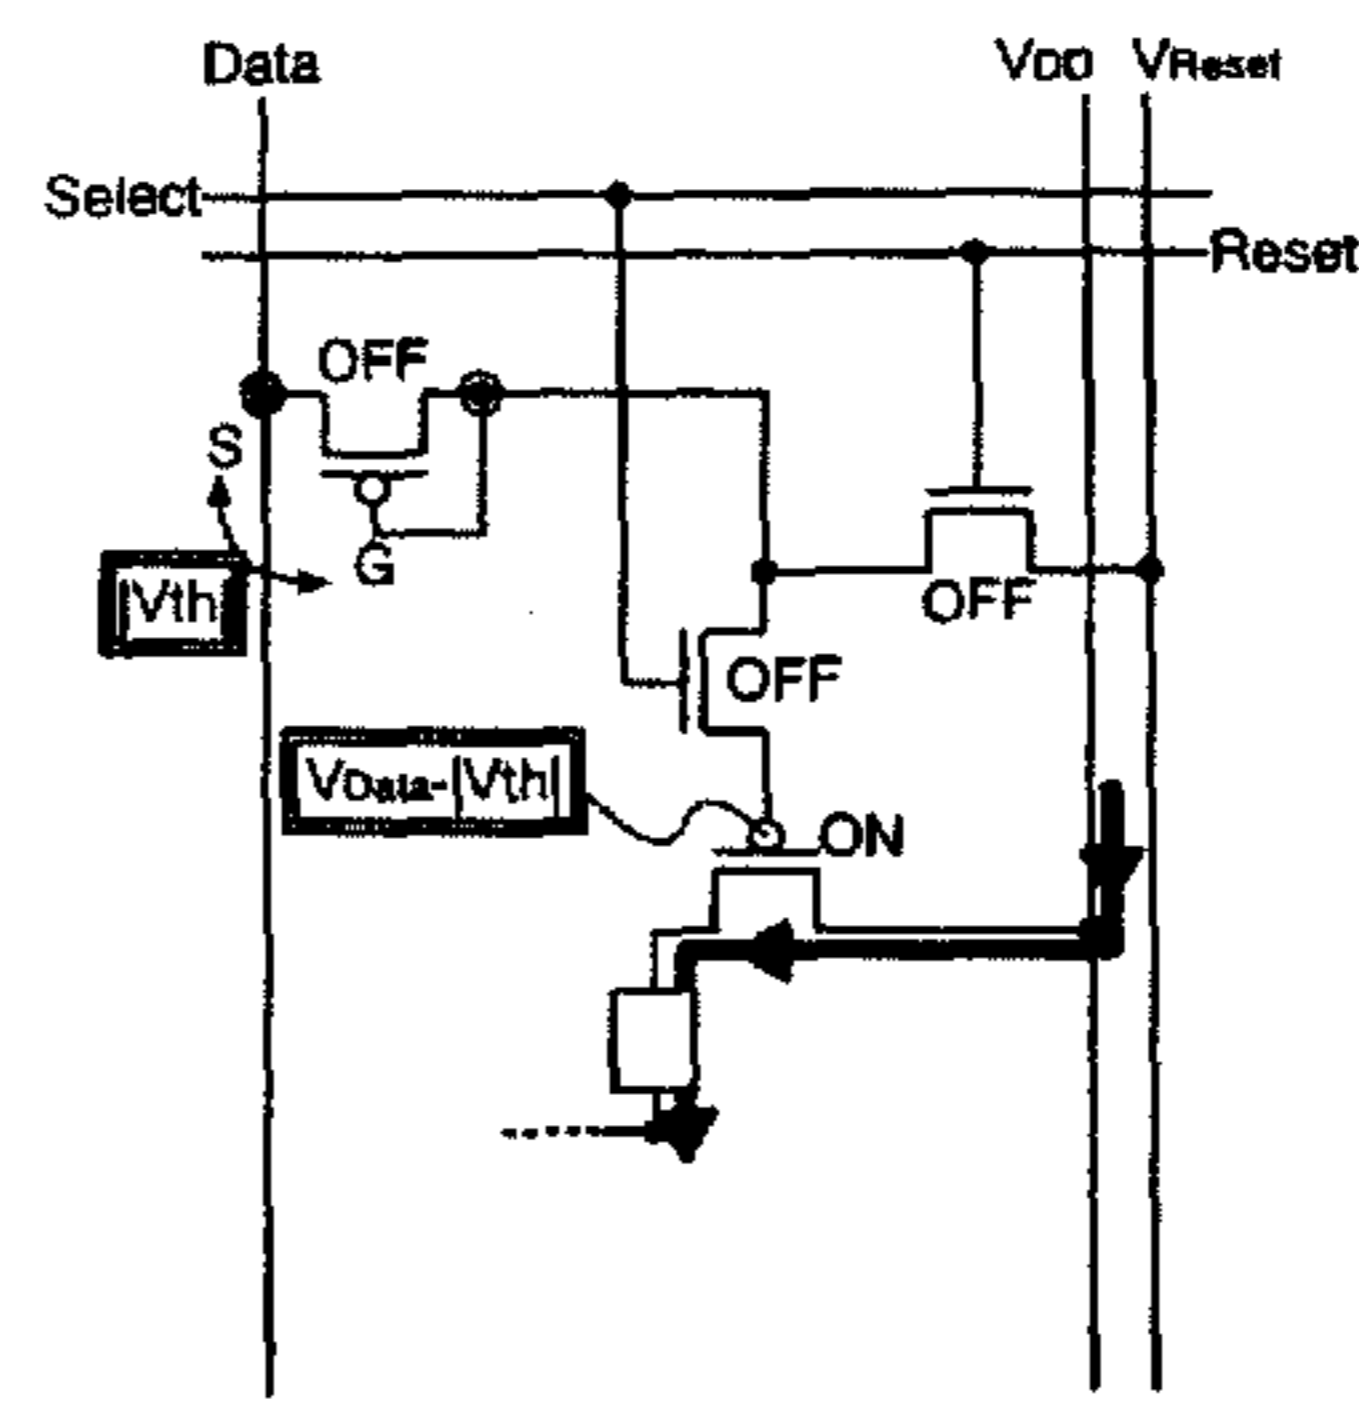 Data
VDD
VReset
Select
Reset
OFF
S
G
|Vth|
OFF
OFF
VData-|Vth|
ON